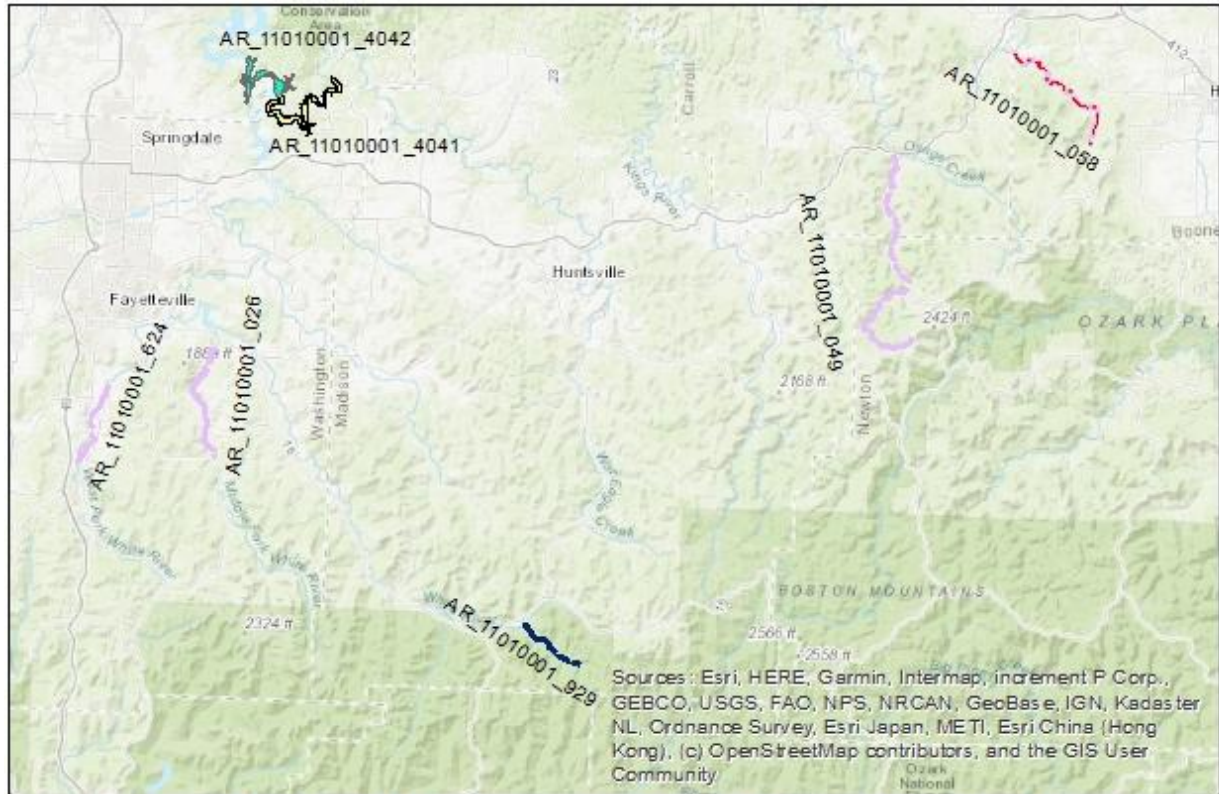 Conservation
Area
AR_11010001_4042
412
23
Carroll
AR_11010001_058
Springdale
AR_11010001_4041
Osage Creek
Kings River
Boone
Huntsville
AR_11010001_049
Fayetteville
2424 ft
OZARK PL
AR_11010001_624
AR_11010001_026
Washington
Madison
2168 ft
Newton
16
War Eagle
Creek
West Fork White River
Middle Fork White River
BOSTON MOUNTAINS
AR_11010001_929
2324 ft
2566 ft
2558 ft
Sources: Esri, HERE, Garmin, Intermap, increment P Corp.,
GEBCO, USGS, FAO, NPS, NRCAN, GeoBase, IGN, Kadaster
NL, Ordnance Survey, Esri Japan, METI, Esri China (Hong
Kong), (c) OpenStreetMap contributors, and the GIS User
Community
Ozark
National